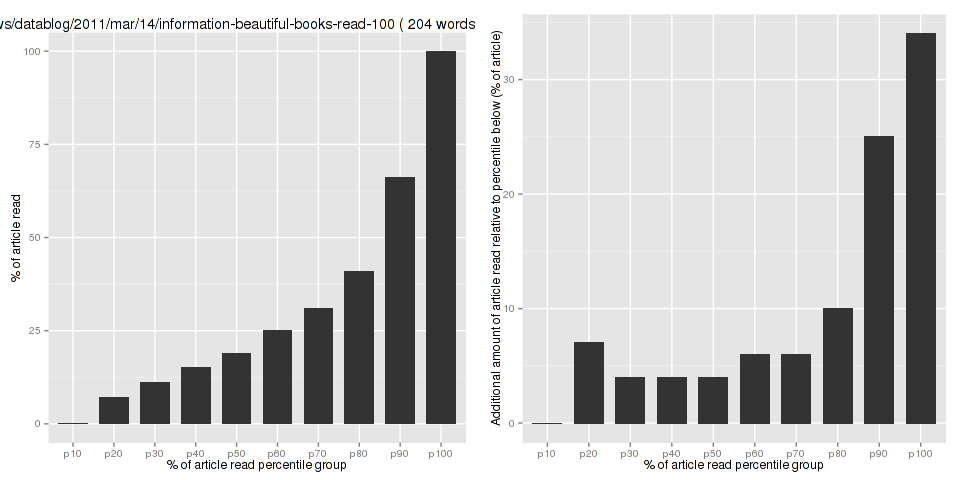 ws/datablog/2011/mar/14/information-beautiful-books-read-100 ( 204 words
% of article read
100
75
50
25
0
p10 p20 p30 p40 p50 p60 p70 p80 p90 p100
% of article read percentile group
Additional amount of article read relative to percentile below (% of article)
30
20
10
0
p10 p20 p30 p40 p50 p60 p70 p80 p90 p100
% of article read percentile group